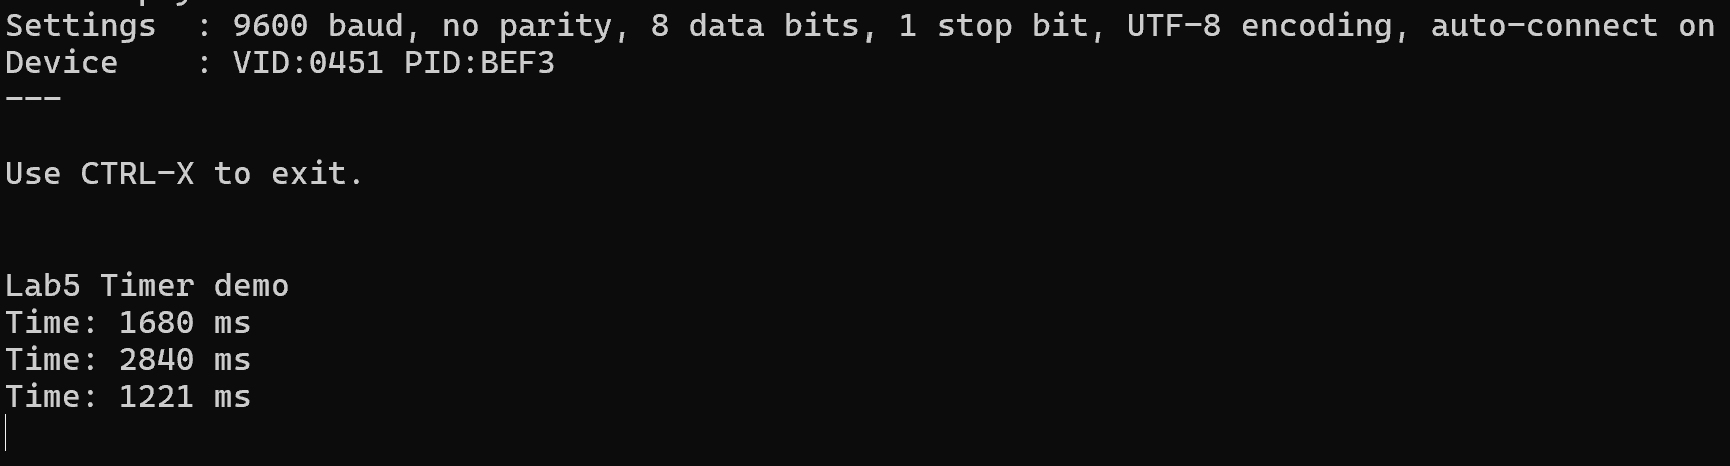 Settings  : 9600 baud, no parity, 8 data bits, 1 stop bit, UTF-8 encoding, auto-connect on
Device    : VID:0451 PID:BEF3
---
Use CTRL-X to exit.
Lab5 Timer demo
Time: 1680 ms
Time: 2840 ms
Time: 1221 ms